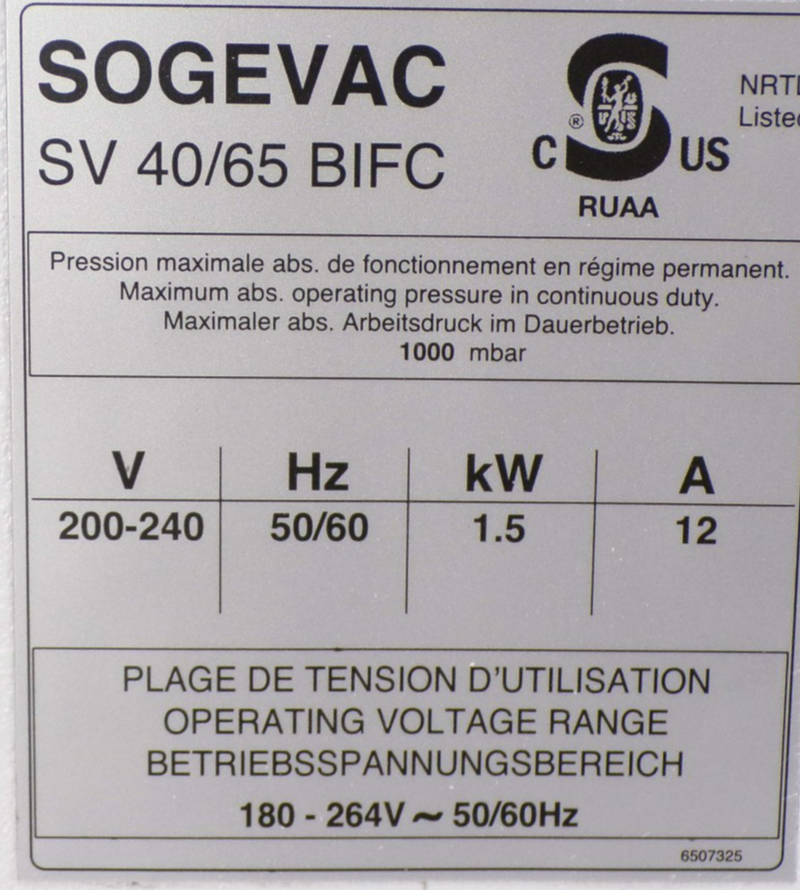 SOGEVAC
SV 40/65 BIFC
®
C US
RUAA
NRTL
Listed
Pression maximale abs. de fonctionnement en régime permanent.
Maximum abs. operating pressure in continuous duty.
Maximaler abs. Arbeitsdruck im Dauerbetrieb.
1000 mbar
V Hz kW A
200-240 50/60 1.5 12
PLAGE DE TENSION D'UTILISATION
OPERATING VOLTAGE RANGE
BETRIEBSSPANNUNGSBEREICH
180 - 264V ~ 50/60Hz
6507325